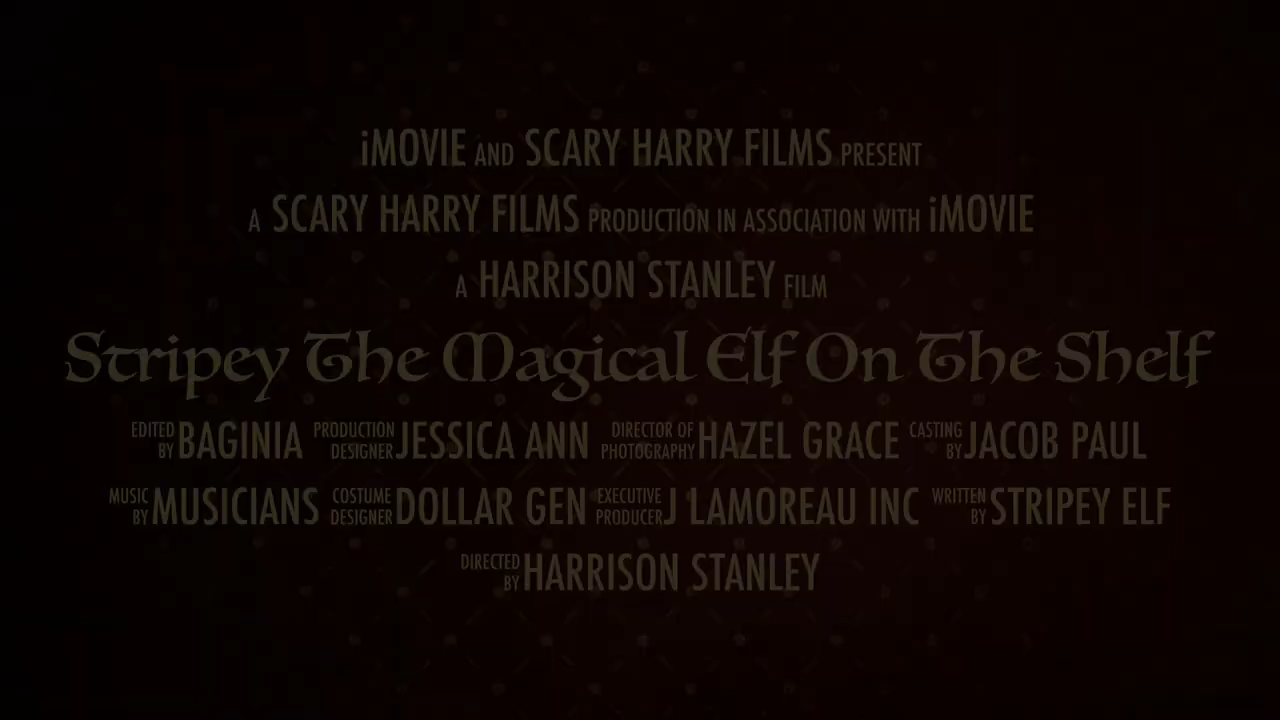 iMOVIE AND SCARY HARRY FILMS PRESENT
A SCARY HARRY FILMS PRODUCTION IN ASSOCIATION WITH iMOVIE
A HARRISON STANLEY FILM
Stripey The Magical Elf On The Shelf
EDITED BY BAGINIA PRODUCTION DESIGNER JESSICA ANN DIRECTOR OF PHOTOGRAPHY HAZEL GRACE CASTING BY JACOB PAUL
MUSIC BY MUSICIANS COSTUME DESIGNER DOLLAR GEN EXECUTIVE PRODUCER J LAMOREAU INC WRITTEN BY STRIPEY ELF
DIRECTED BY HARRISON STANLEY